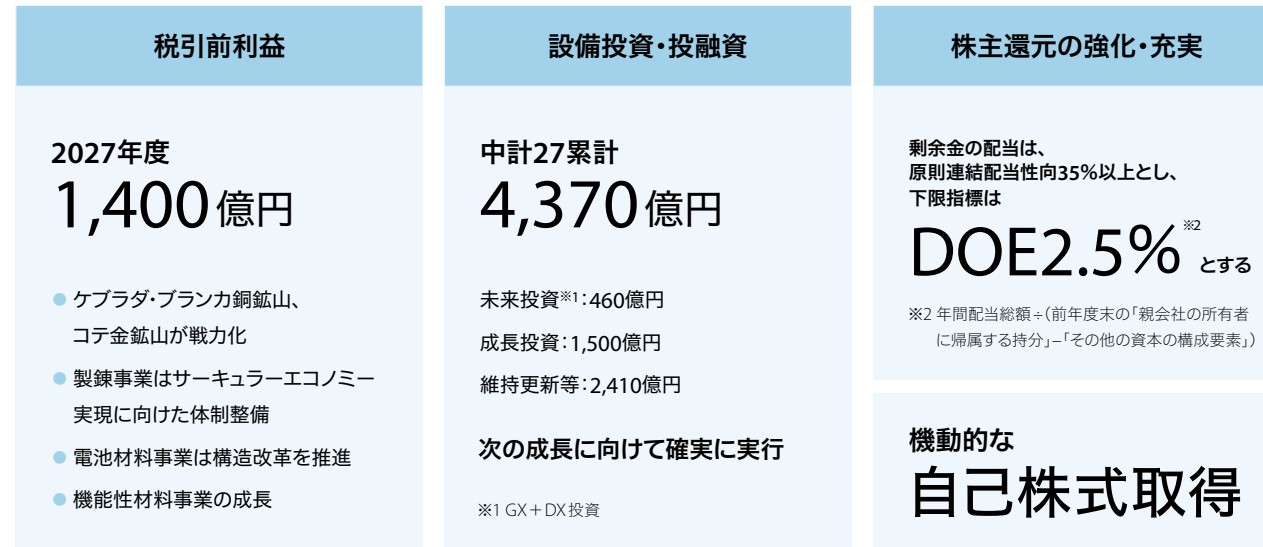 税引前利益
2027年度
1,400億円
● ケブラダ・ブランカ銅鉱山、
コテ金鉱山が戦力化
● 製錬事業はサーキュラーエコノミー
実現に向けた体制整備
● 電池材料事業は構造改革を推進
● 機能性材料事業の成長
設備投資・投融資
中計27累計
4,370億円
未来投資※1：460億円
成長投資：1,500億円
維持更新等：2,410億円
次の成長に向けて確実に実行
※1 GX＋DX投資
株主還元の強化・充実
剰余金の配当は、
原則連結配当性向35%以上とし、
下限指標は
DOE2.5%※2とする
※2 年間配当総額÷（前年度末の「親会社の所有者
に帰属する持分」−「その他の資本の構成要素」）
機動的な
自己株式取得